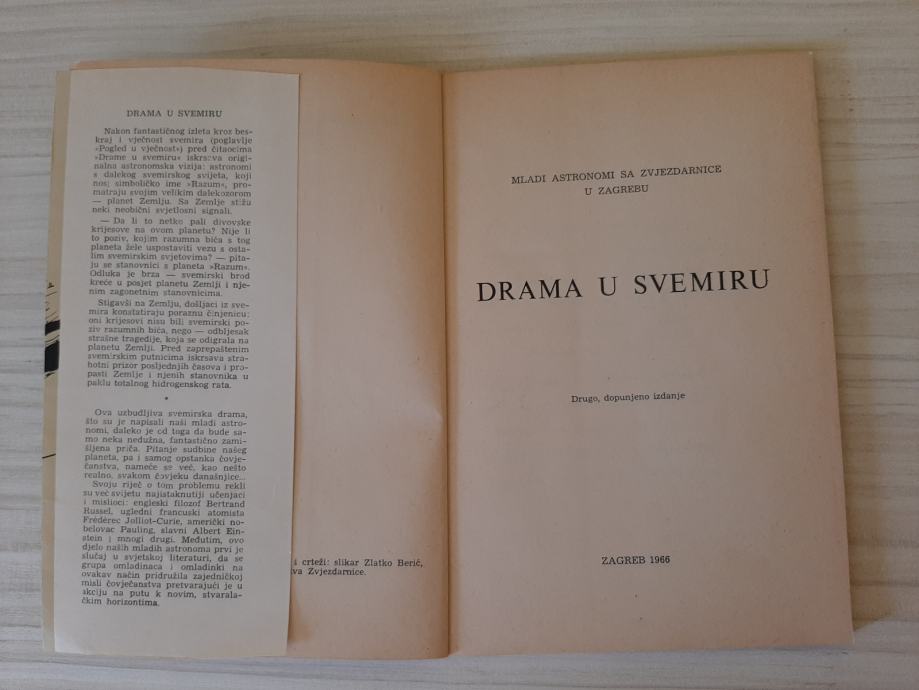 DRAMA U SVEMIRU
Nakon fantastičnog izleta kroz bes-
kraj i vječnost svemira (poglavlje
»Pogled u vječnost«) pred čitaocima
»Drame u svemiru« iskrsava origi-
nalna astronomska vizija: astronomi
s dalekog svemirskog svijeta, koji
nosi simboličko ime »Razum«, pro-
matraju svojim velikim dalekozorom
— planet Zemlju. Sa Zemlje stižu
neki neobični svjetlosni signali.
— Da li to netko pali divovske
krijesove na ovom planetu? Nije li
to poziv, kojim razumna bića s tog
planeta žele uspostaviti vezu s osta-
lim svemirskim svjetovima? — pita-
ju se stanovnici s planeta »Razum«.
Odluka je brza — svemirski brod
kreće u posjet planetu Zemlji i nje-
nim zagonetnim stanovnicima.
Stigavši na Zemlju, došljaci iz sve-
mira konstatiraju poraznu činjenicu:
oni krijesovi nisu bili svemirski po-
ziv razumnih bića, nego — odbljesak
strašne tragedije, koja se odigrala na
planetu Zemlji. Pred zaprepaštenim
svemirskim putnicima iskrsava stra-
hotni prizor posljednjih časova i pro-
pasti Zemlje i njenih stanovnika u
paklu totalnog hidrogenskog rata.
*
Ova uzbudljiva svemirska drama,
što su je napisali naši mladi astro-
nomi, daleko je od toga da bude sa-
mo neka nedužna, fantastično zami-
šljena priča. Pitanje sudbine našeg
planeta, pa i samog opstanka čovje-
čanstva, nameće se već, kao nešto
realno, svakom čovjeku današnjice...
Svoju riječ o tom problemu rekli
su već svijetu najistaknutiji učenjaci
i mislioci: engleski filozof Bertrand
Russel, ugledni francuski atomista
Frédérec Jolliot-Curie, američki no-
belovac Pauling, slavni Albert Ein-
stein i mnogi drugi. Međutim, ovo
djelo naših mladih astronoma prvi je
slučaj u svjetskoj literaturi, da se
grupa omladinaca i omladinki na
ovakav način pridružila zajedničkoj
misli čovječanstva pretvarajući je u
akciju na putu k novim, stvarala-
čkim horizontima.
i crteži: slikar Zlatko Berić,
va Zvjezdarnice.
MLADI ASTRONOMI SA ZVJEZDARNICE
U ZAGREBU
DRAMA U SVEMIRU
Drugo, dopunjeno izdanje
ZAGREB 1966